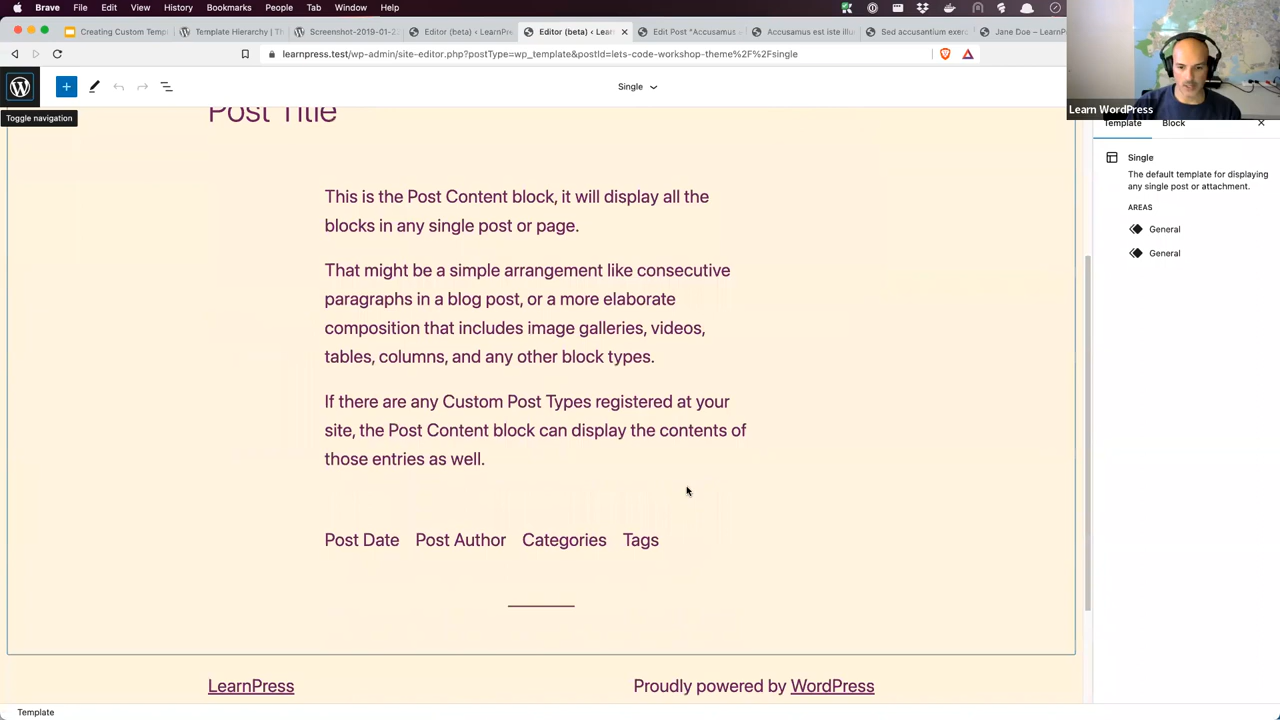 Brave File Edit View History Bookmarks People Tab Window Help
Creating Custom Temp
Template Hierarchy | Th
Screenshot-2019-01-2
Editor (beta) ‹ LearnPre
Editor (beta) ‹ Lear
Edit Post "Accusamus
Accusamus est iste illu
Sed accusantium exerc
Jane Doe – LearnP
learnpress.test/wp-admin/site-editor.php?postType=wp_template&postId=lets-code-workshop-theme%2F%2Fsingle
Single
Learn WordPress
Toggle navigation
Template Block
Post Title
Single
The default template for displaying
any single post or attachment.
AREAS
General
General
This is the Post Content block, it will display all the
blocks in any single post or page.
That might be a simple arrangement like consecutive
paragraphs in a blog post, or a more elaborate
composition that includes image galleries, videos,
tables, columns, and any other block types.
If there are any Custom Post Types registered at your
site, the Post Content block can display the contents of
those entries as well.
Post Date Post Author Categories Tags
LearnPress
Proudly powered by WordPress
Template